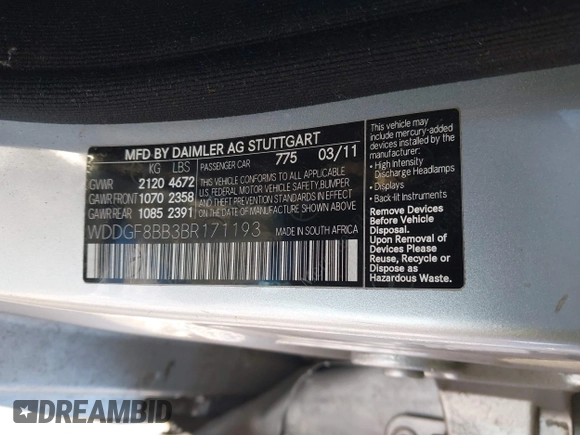 MFD BY DAIMLER AG STUTTGART
KG LBS PASSENGER CAR 775 03/11
GVWR 2120 4672
GAWR FRONT 1070 2358
GAWR REAR 1085 2391
THIS VEHICLE CONFORMS TO ALL APPLICABLE
U.S. FEDERAL MOTOR VEHICLE SAFETY, BUMPER
AND THEFT PREVENTION STANDARDS IN EFFECT
ON THE DATE OF MANUFACTURE SHOWN ABOVE.
WDDGF8BB3BR171193 MADE IN SOUTH AFRICA
This vehicle may
include mercury-added
devices installed by the
manufacturer:
• High Intensity
Discharge Headlamps
• Displays
• Back-lit Instruments
Remove Devices
Before Vehicle
Disposal.
Upon Removal of
Devices Please
Reuse, Recycle or
Dispose as
Hazardous Waste.
DREAMBID